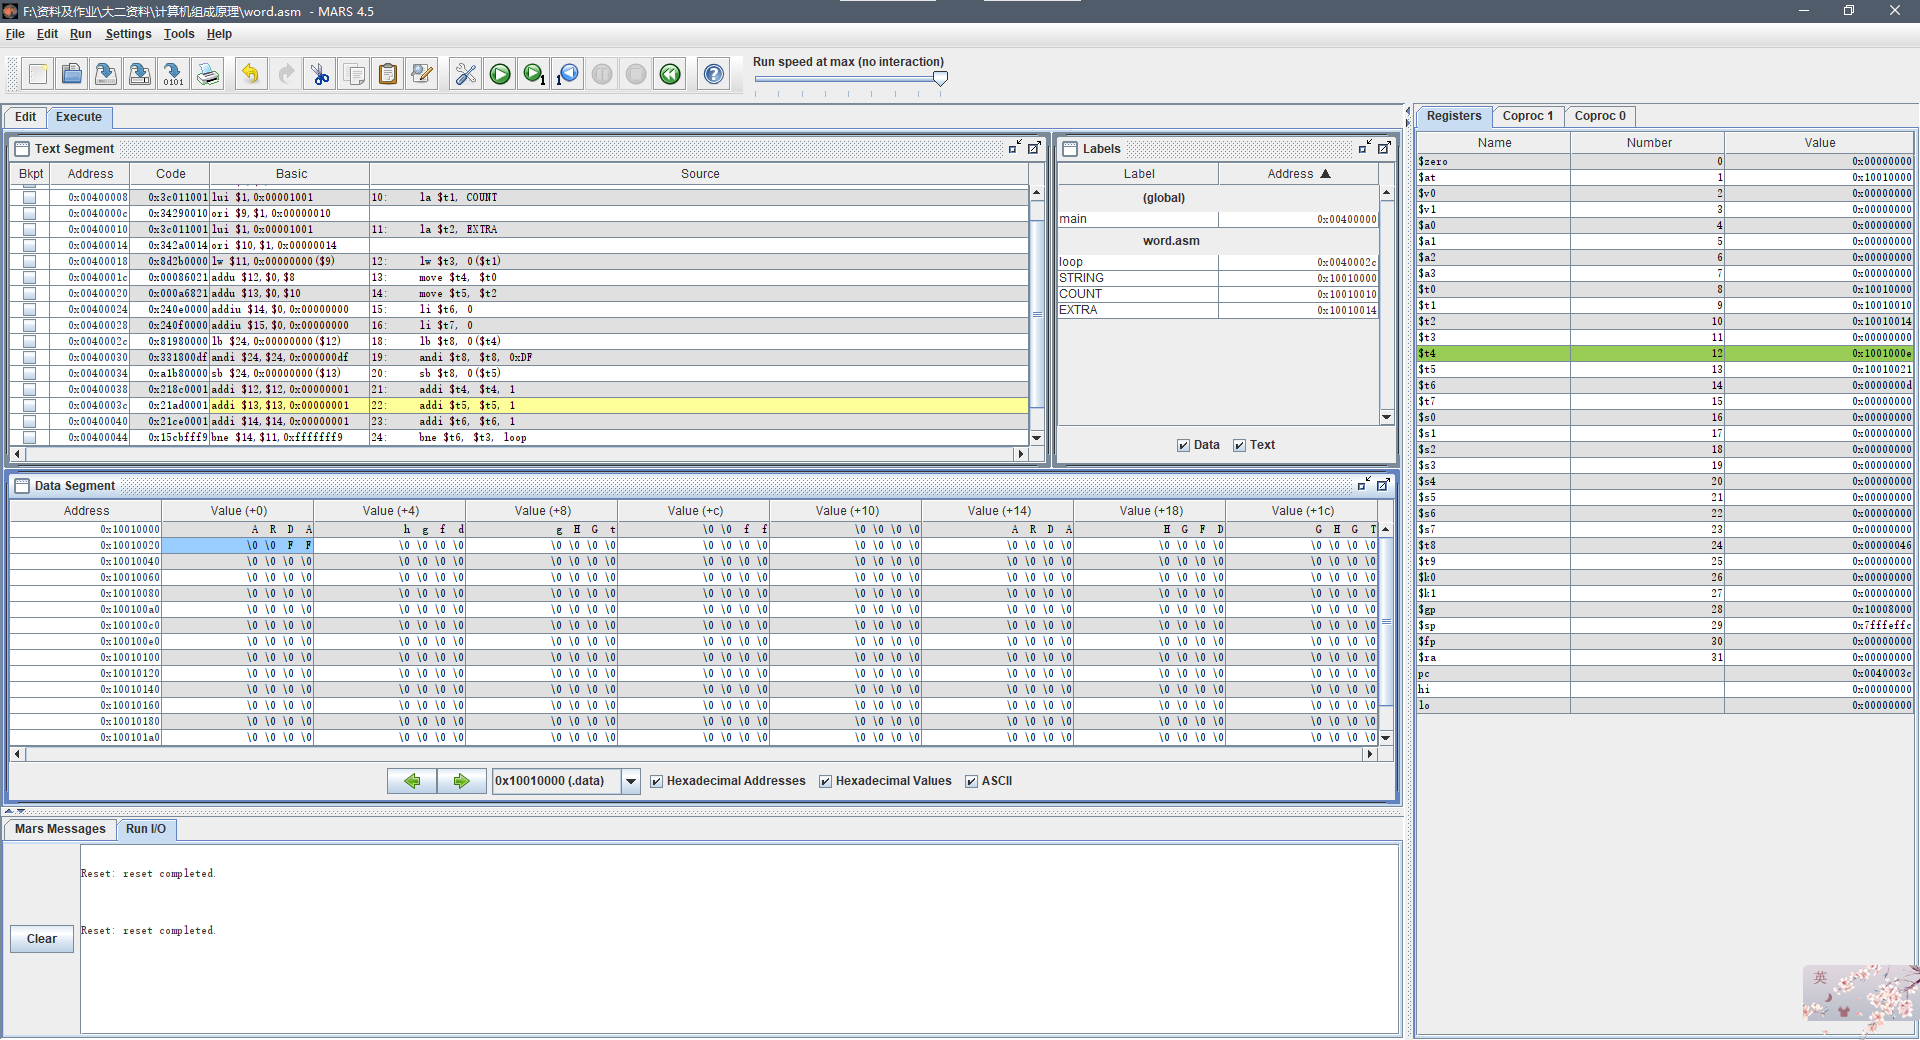 F:\资料及作业\大二资料\计算机组成原理\word.asm - MARS 4.5
File Edit Run Settings Tools Help
Run speed at max (no interaction)
Edit Execute
Text Segment
Bkpt Address Code Basic Source
0x00400008 0x3c011001 lui $1,0x00001001 10: la $t1, COUNT
0x0040000c 0x34290010 ori $9,$1,0x00000010
0x00400010 0x3c011001 lui $1,0x00001001 11: la $t2, EXTRA
0x00400014 0x342a0014 ori $10,$1,0x00000014
0x00400018 0x8d2b0000 lw $11,0x00000000($9) 12: lw $t3, 0($t1)
0x0040001c 0x00086021 addu $12,$0,$8 13: move $t4, $t0
0x00400020 0x000a6821 addu $13,$0,$10 14: move $t5, $t2
0x00400024 0x240e0000 addiu $14,$0,0x00000000 15: li $t6, 0
0x00400028 0x240f0000 addiu $15,$0,0x00000000 16: li $t7, 0
0x0040002c 0x81980000 lb $24,0x00000000($12) 18: lb $t8, 0($t4)
0x00400030 0x331800df andi $24,$24,0x000000df 19: andi $t8, $t8, 0xDF
0x00400034 0xa1b80000 sb $24,0x00000000($13) 20: sb $t8, 0($t5)
0x00400038 0x218c0001 addi $12,$12,0x00000001 21: addi $t4, $t4, 1
0x0040003c 0x21ad0001 addi $13,$13,0x00000001 22: addi $t5, $t5, 1
0x00400040 0x21ce0001 addi $14,$14,0x00000001 23: addi $t6, $t6, 1
0x00400044 0x15cbfff9 bne $14,$11,0xfffffff9 24: bne $t6, $t3, loop
Labels
Label Address ▲
(global)
main 0x00400000
word.asm
loop 0x0040002c
STRING 0x10010000
COUNT 0x10010010
EXTRA 0x10010014
Data Text
Data Segment
Address Value (+0) Value (+4) Value (+8) Value (+c) Value (+10) Value (+14) Value (+18) Value (+1c)
0x10010000 A R D A h g f d g H G t \0 \0 f f \0 \0 \0 \0 A R D A H G F D G H G T
0x10010020 \0 \0 F F \0 \0 \0 \0 \0 \0 \0 \0 \0 \0 \0 \0 \0 \0 \0 \0 \0 \0 \0 \0 \0 \0 \0 \0 \0 \0 \0 \0
0x10010040 \0 \0 \0 \0 \0 \0 \0 \0 \0 \0 \0 \0 \0 \0 \0 \0 \0 \0 \0 \0 \0 \0 \0 \0 \0 \0 \0 \0 \0 \0 \0 \0
0x10010060 \0 \0 \0 \0 \0 \0 \0 \0 \0 \0 \0 \0 \0 \0 \0 \0 \0 \0 \0 \0 \0 \0 \0 \0 \0 \0 \0 \0 \0 \0 \0 \0
0x10010080 \0 \0 \0 \0 \0 \0 \0 \0 \0 \0 \0 \0 \0 \0 \0 \0 \0 \0 \0 \0 \0 \0 \0 \0 \0 \0 \0 \0 \0 \0 \0 \0
0x100100a0 \0 \0 \0 \0 \0 \0 \0 \0 \0 \0 \0 \0 \0 \0 \0 \0 \0 \0 \0 \0 \0 \0 \0 \0 \0 \0 \0 \0 \0 \0 \0 \0
0x100100c0 \0 \0 \0 \0 \0 \0 \0 \0 \0 \0 \0 \0 \0 \0 \0 \0 \0 \0 \0 \0 \0 \0 \0 \0 \0 \0 \0 \0 \0 \0 \0 \0
0x100100e0 \0 \0 \0 \0 \0 \0 \0 \0 \0 \0 \0 \0 \0 \0 \0 \0 \0 \0 \0 \0 \0 \0 \0 \0 \0 \0 \0 \0 \0 \0 \0 \0
0x10010100 \0 \0 \0 \0 \0 \0 \0 \0 \0 \0 \0 \0 \0 \0 \0 \0 \0 \0 \0 \0 \0 \0 \0 \0 \0 \0 \0 \0 \0 \0 \0 \0
0x10010120 \0 \0 \0 \0 \0 \0 \0 \0 \0 \0 \0 \0 \0 \0 \0 \0 \0 \0 \0 \0 \0 \0 \0 \0 \0 \0 \0 \0 \0 \0 \0 \0
0x10010140 \0 \0 \0 \0 \0 \0 \0 \0 \0 \0 \0 \0 \0 \0 \0 \0 \0 \0 \0 \0 \0 \0 \0 \0 \0 \0 \0 \0 \0 \0 \0 \0
0x10010160 \0 \0 \0 \0 \0 \0 \0 \0 \0 \0 \0 \0 \0 \0 \0 \0 \0 \0 \0 \0 \0 \0 \0 \0 \0 \0 \0 \0 \0 \0 \0 \0
0x10010180 \0 \0 \0 \0 \0 \0 \0 \0 \0 \0 \0 \0 \0 \0 \0 \0 \0 \0 \0 \0 \0 \0 \0 \0 \0 \0 \0 \0 \0 \0 \0 \0
0x100101a0 \0 \0 \0 \0 \0 \0 \0 \0 \0 \0 \0 \0 \0 \0 \0 \0 \0 \0 \0 \0 \0 \0 \0 \0 \0 \0 \0 \0 \0 \0 \0 \0
0x10010000 (.data) Hexadecimal Addresses Hexadecimal Values ASCII
Mars Messages Run I/O
Clear
Reset: reset completed.
Reset: reset completed.
Registers Coproc 1 Coproc 0
Name Number Value
$zero 0 0x00000000
$at 1 0x10010000
$v0 2 0x00000000
$v1 3 0x00000000
$a0 4 0x00000000
$a1 5 0x00000000
$a2 6 0x00000000
$a3 7 0x00000000
$t0 8 0x10010000
$t1 9 0x10010010
$t2 10 0x10010014
$t3 11 0x00000000
$t4 12 0x1001000e
$t5 13 0x10010021
$t6 14 0x0000000d
$t7 15 0x00000000
$s0 16 0x00000000
$s1 17 0x00000000
$s2 18 0x00000000
$s3 19 0x00000000
$s4 20 0x00000000
$s5 21 0x00000000
$s6 22 0x00000000
$s7 23 0x00000000
$t8 24 0x00000046
$t9 25 0x00000000
$k0 26 0x00000000
$k1 27 0x00000000
$gp 28 0x10008000
$sp 29 0x7fffeffc
$fp 30 0x00000000
$ra 31 0x00000000
pc 0x0040003c
hi 0x00000000
lo 0x00000000
英